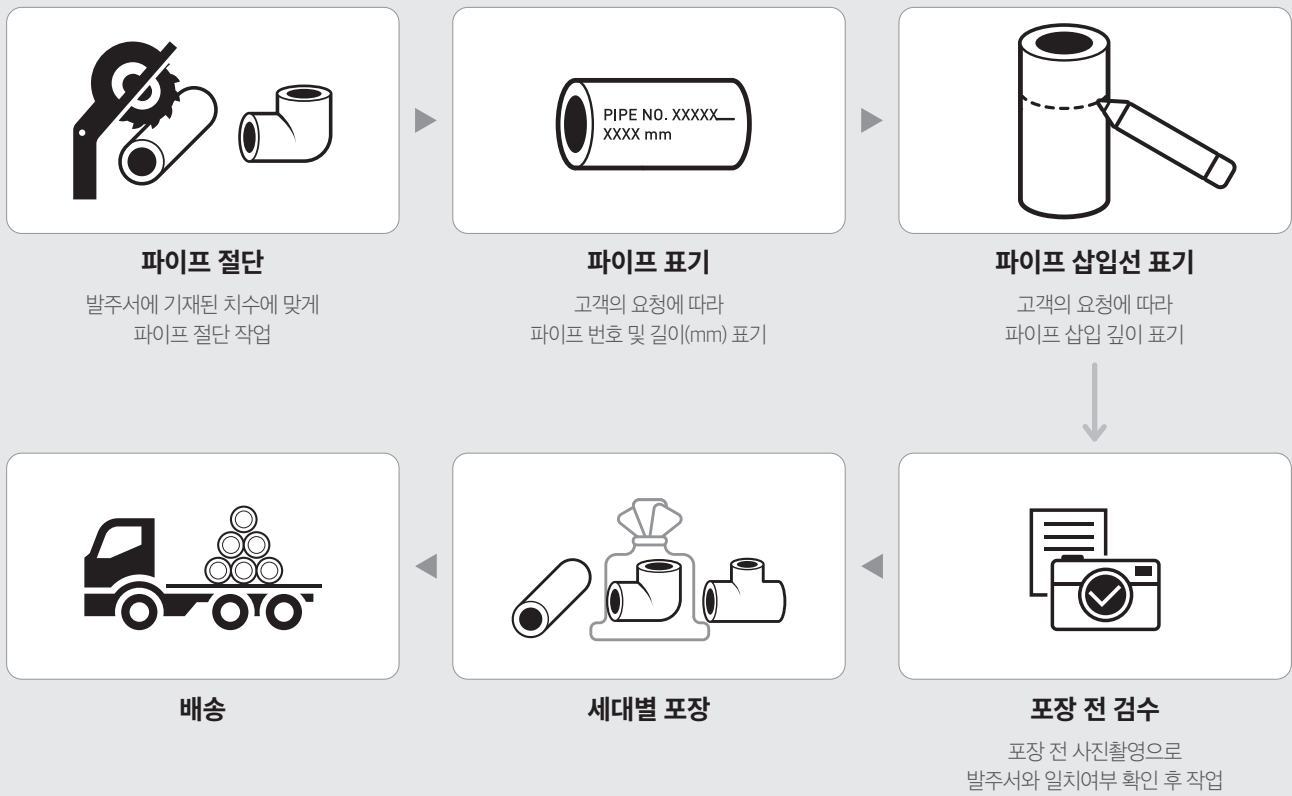 PIPE NO. XXXXX
XXXX mm
파이프 절단
발주서에 기재된 치수에 맞게
파이프 절단 작업
파이프 표기
고객의 요청에 따라
파이프 번호 및 길이(mm) 표기
파이프 삽입선 표기
고객의 요청에 따라
파이프 삽입 깊이 표기
포장 전 검수
포장 전 사진촬영으로
발주서와 일치여부 확인 후 작업
세대별 포장
배송